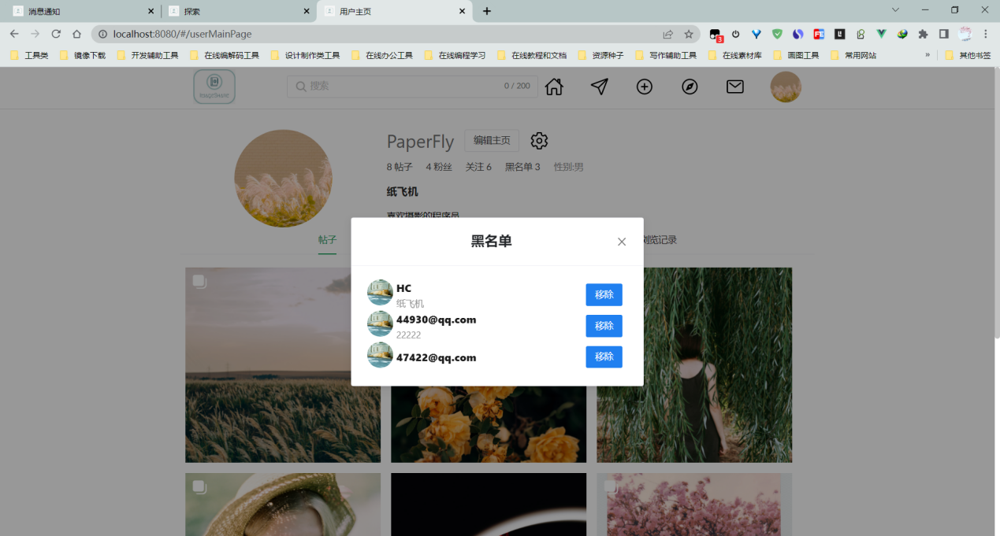 消息通知
探索
用户主页
localhost:8080/#/userMainPage
3
工具类
镜像下载
开发辅助工具
在线编解码工具
设计制作类工具
在线办公工具
在线编程学习
在线教程和文档
资源种子
写作辅助工具
在线素材库
画图工具
常用网站
»
其他书签
ImageShare
搜索
0 / 200
PaperFly
编辑主页
8 帖子
4 粉丝
关注 6
黑名单 3
性别:男
纸飞机
喜欢摄影的程序员
帖子
浏览记录
黑名单
HC
纸飞机
移除
44930@qq.com
22222
移除
47422@qq.com
移除